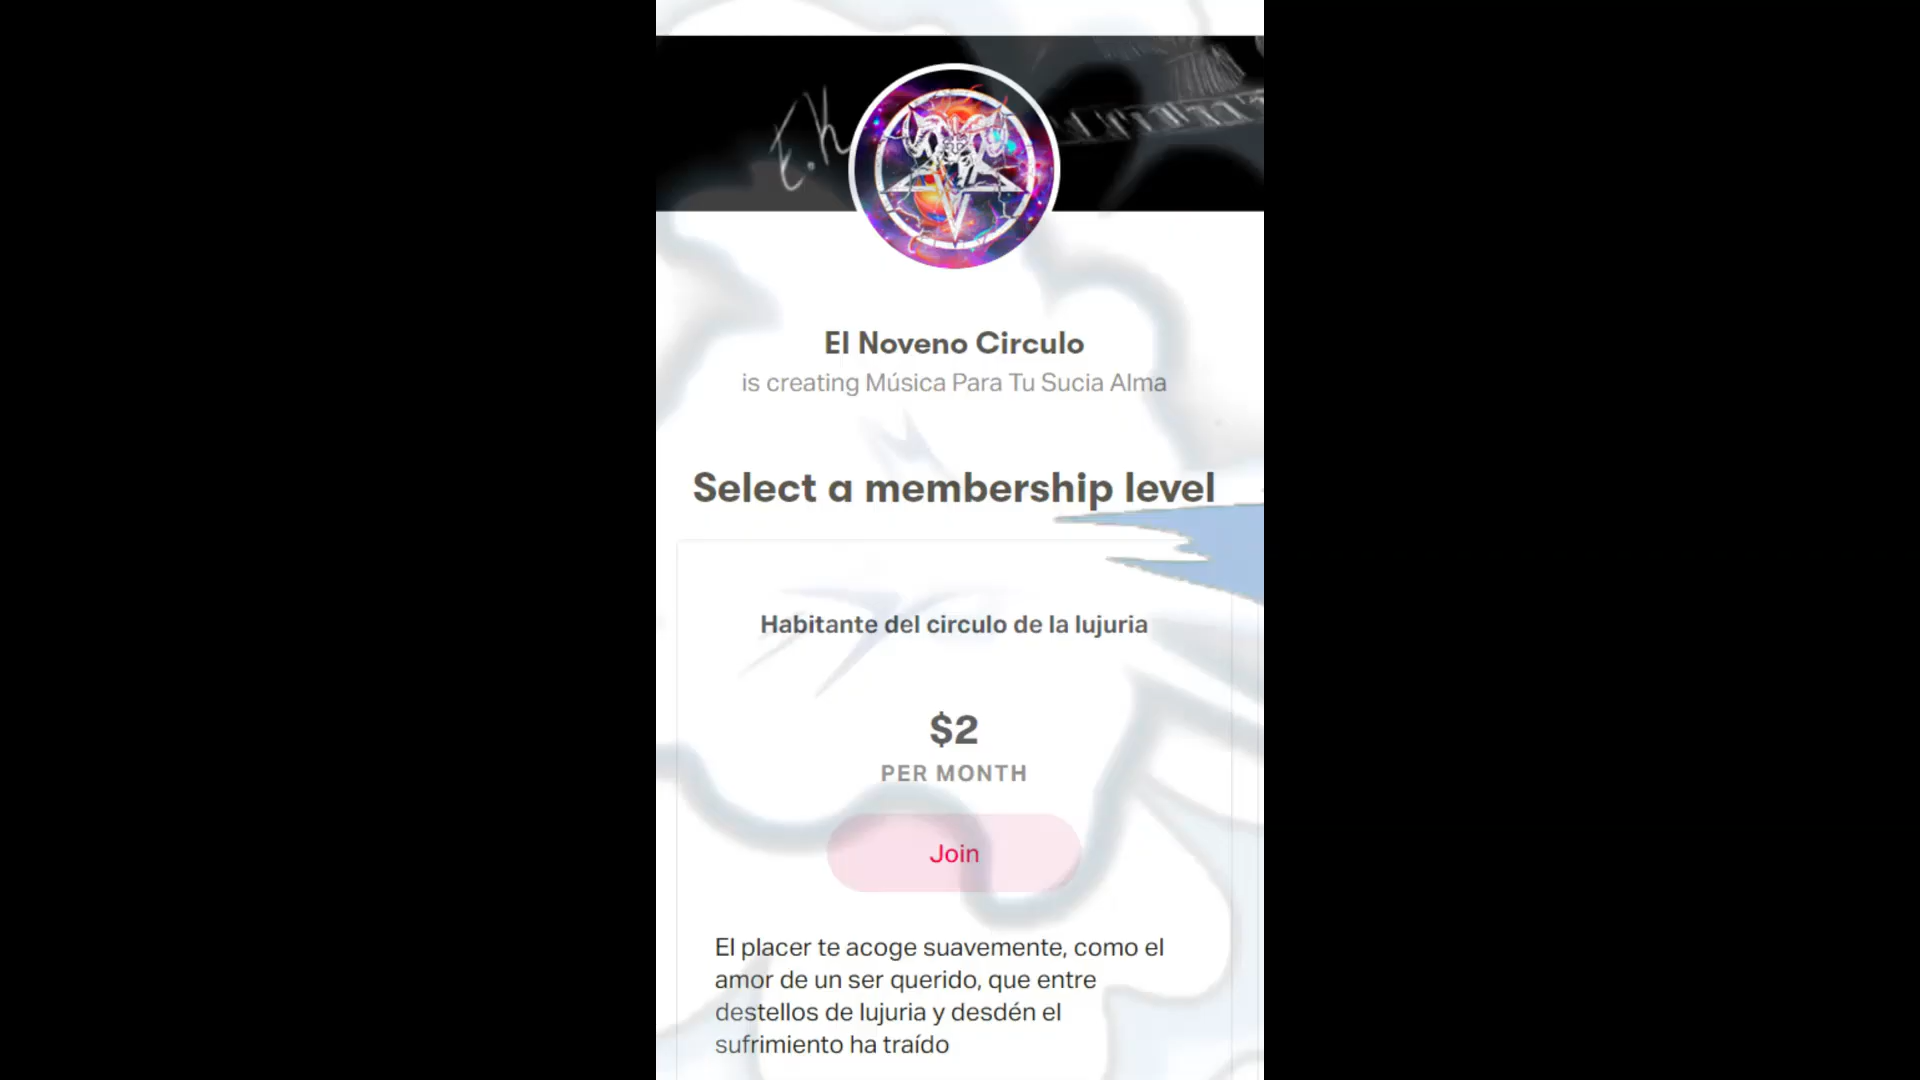 E.K
El Noveno Circulo
is creating Música Para Tu Sucia Alma
Select a membership level
Habitante del circulo de la lujuria
$2
PER MONTH
Join
El placer te acoge suavemente, como el
amor de un ser querido, que entre
destellos de lujuria y desdén el
sufrimiento ha traído